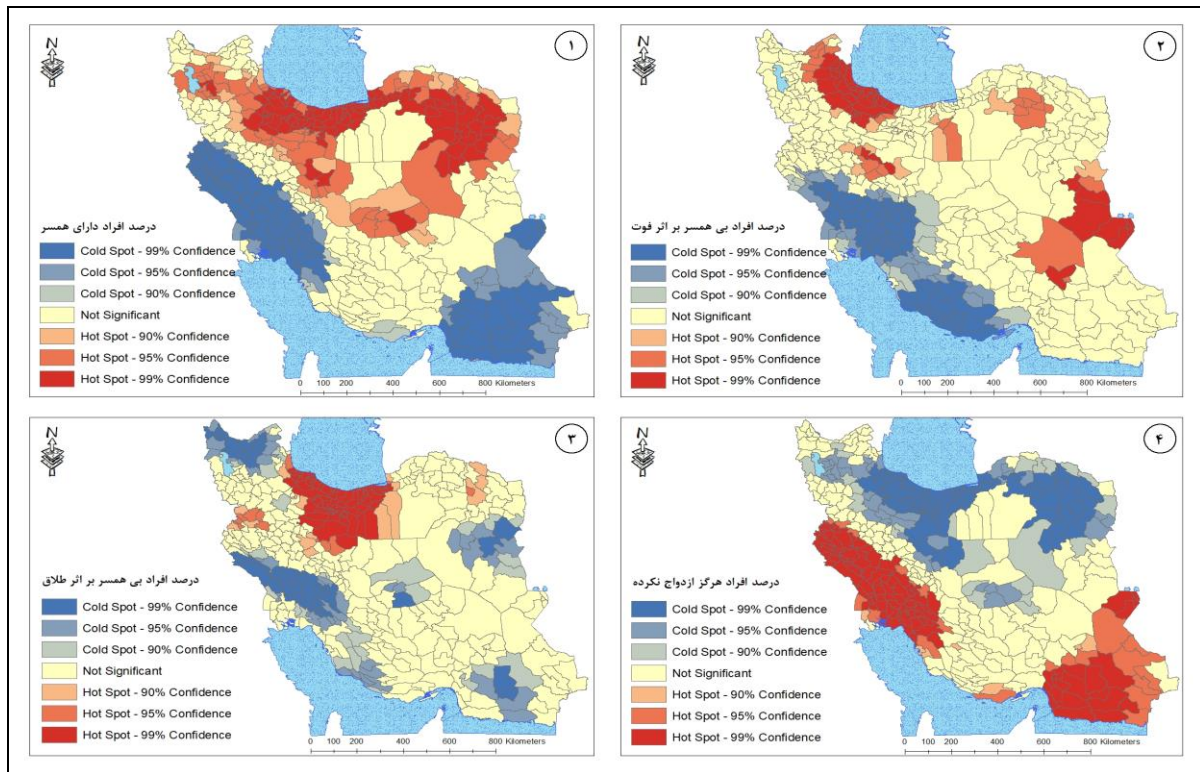 N
۱
درصد افراد دارای همسر
Cold Spot - 99% Confidence
Cold Spot - 95% Confidence
Cold Spot - 90% Confidence
Not Significant
Hot Spot - 90% Confidence
Hot Spot - 95% Confidence
Hot Spot - 99% Confidence
0 100 200 400 600 800 Kilometers
N
۲
درصد افراد بی همسر بر اثر فوت
Cold Spot - 99% Confidence
Cold Spot - 95% Confidence
Cold Spot - 90% Confidence
Not Significant
Hot Spot - 90% Confidence
Hot Spot - 95% Confidence
Hot Spot - 99% Confidence
0 100 200 400 600 800 Kilometers
N
۳
درصد افراد بی همسر بر اثر طلاق
Cold Spot - 99% Confidence
Cold Spot - 95% Confidence
Cold Spot - 90% Confidence
Not Significant
Hot Spot - 90% Confidence
Hot Spot - 95% Confidence
Hot Spot - 99% Confidence
0 100 200 400 600 800 Kilometers
N
۴
درصد افراد هرگز ازدواج نکرده
Cold Spot - 99% Confidence
Cold Spot - 95% Confidence
Cold Spot - 90% Confidence
Not Significant
Hot Spot - 90% Confidence
Hot Spot - 95% Confidence
Hot Spot - 99% Confidence
0 100 200 400 600 800 Kilometers